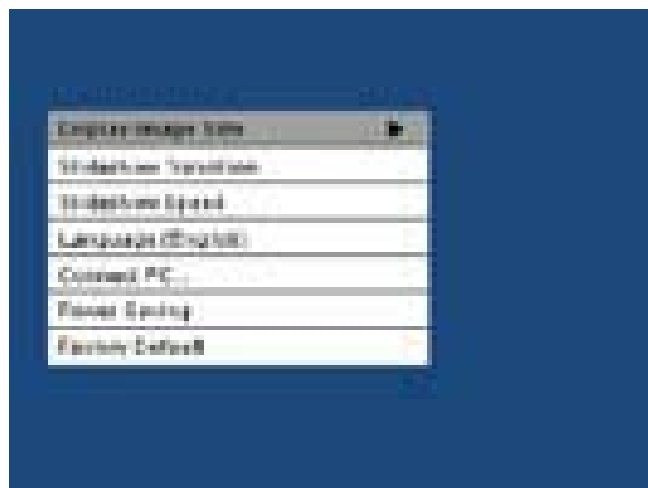 Display Image Size
Slideshow Transition
Slideshow Speed
Language (English)
Connect PC...
Power Saving
Factory Default